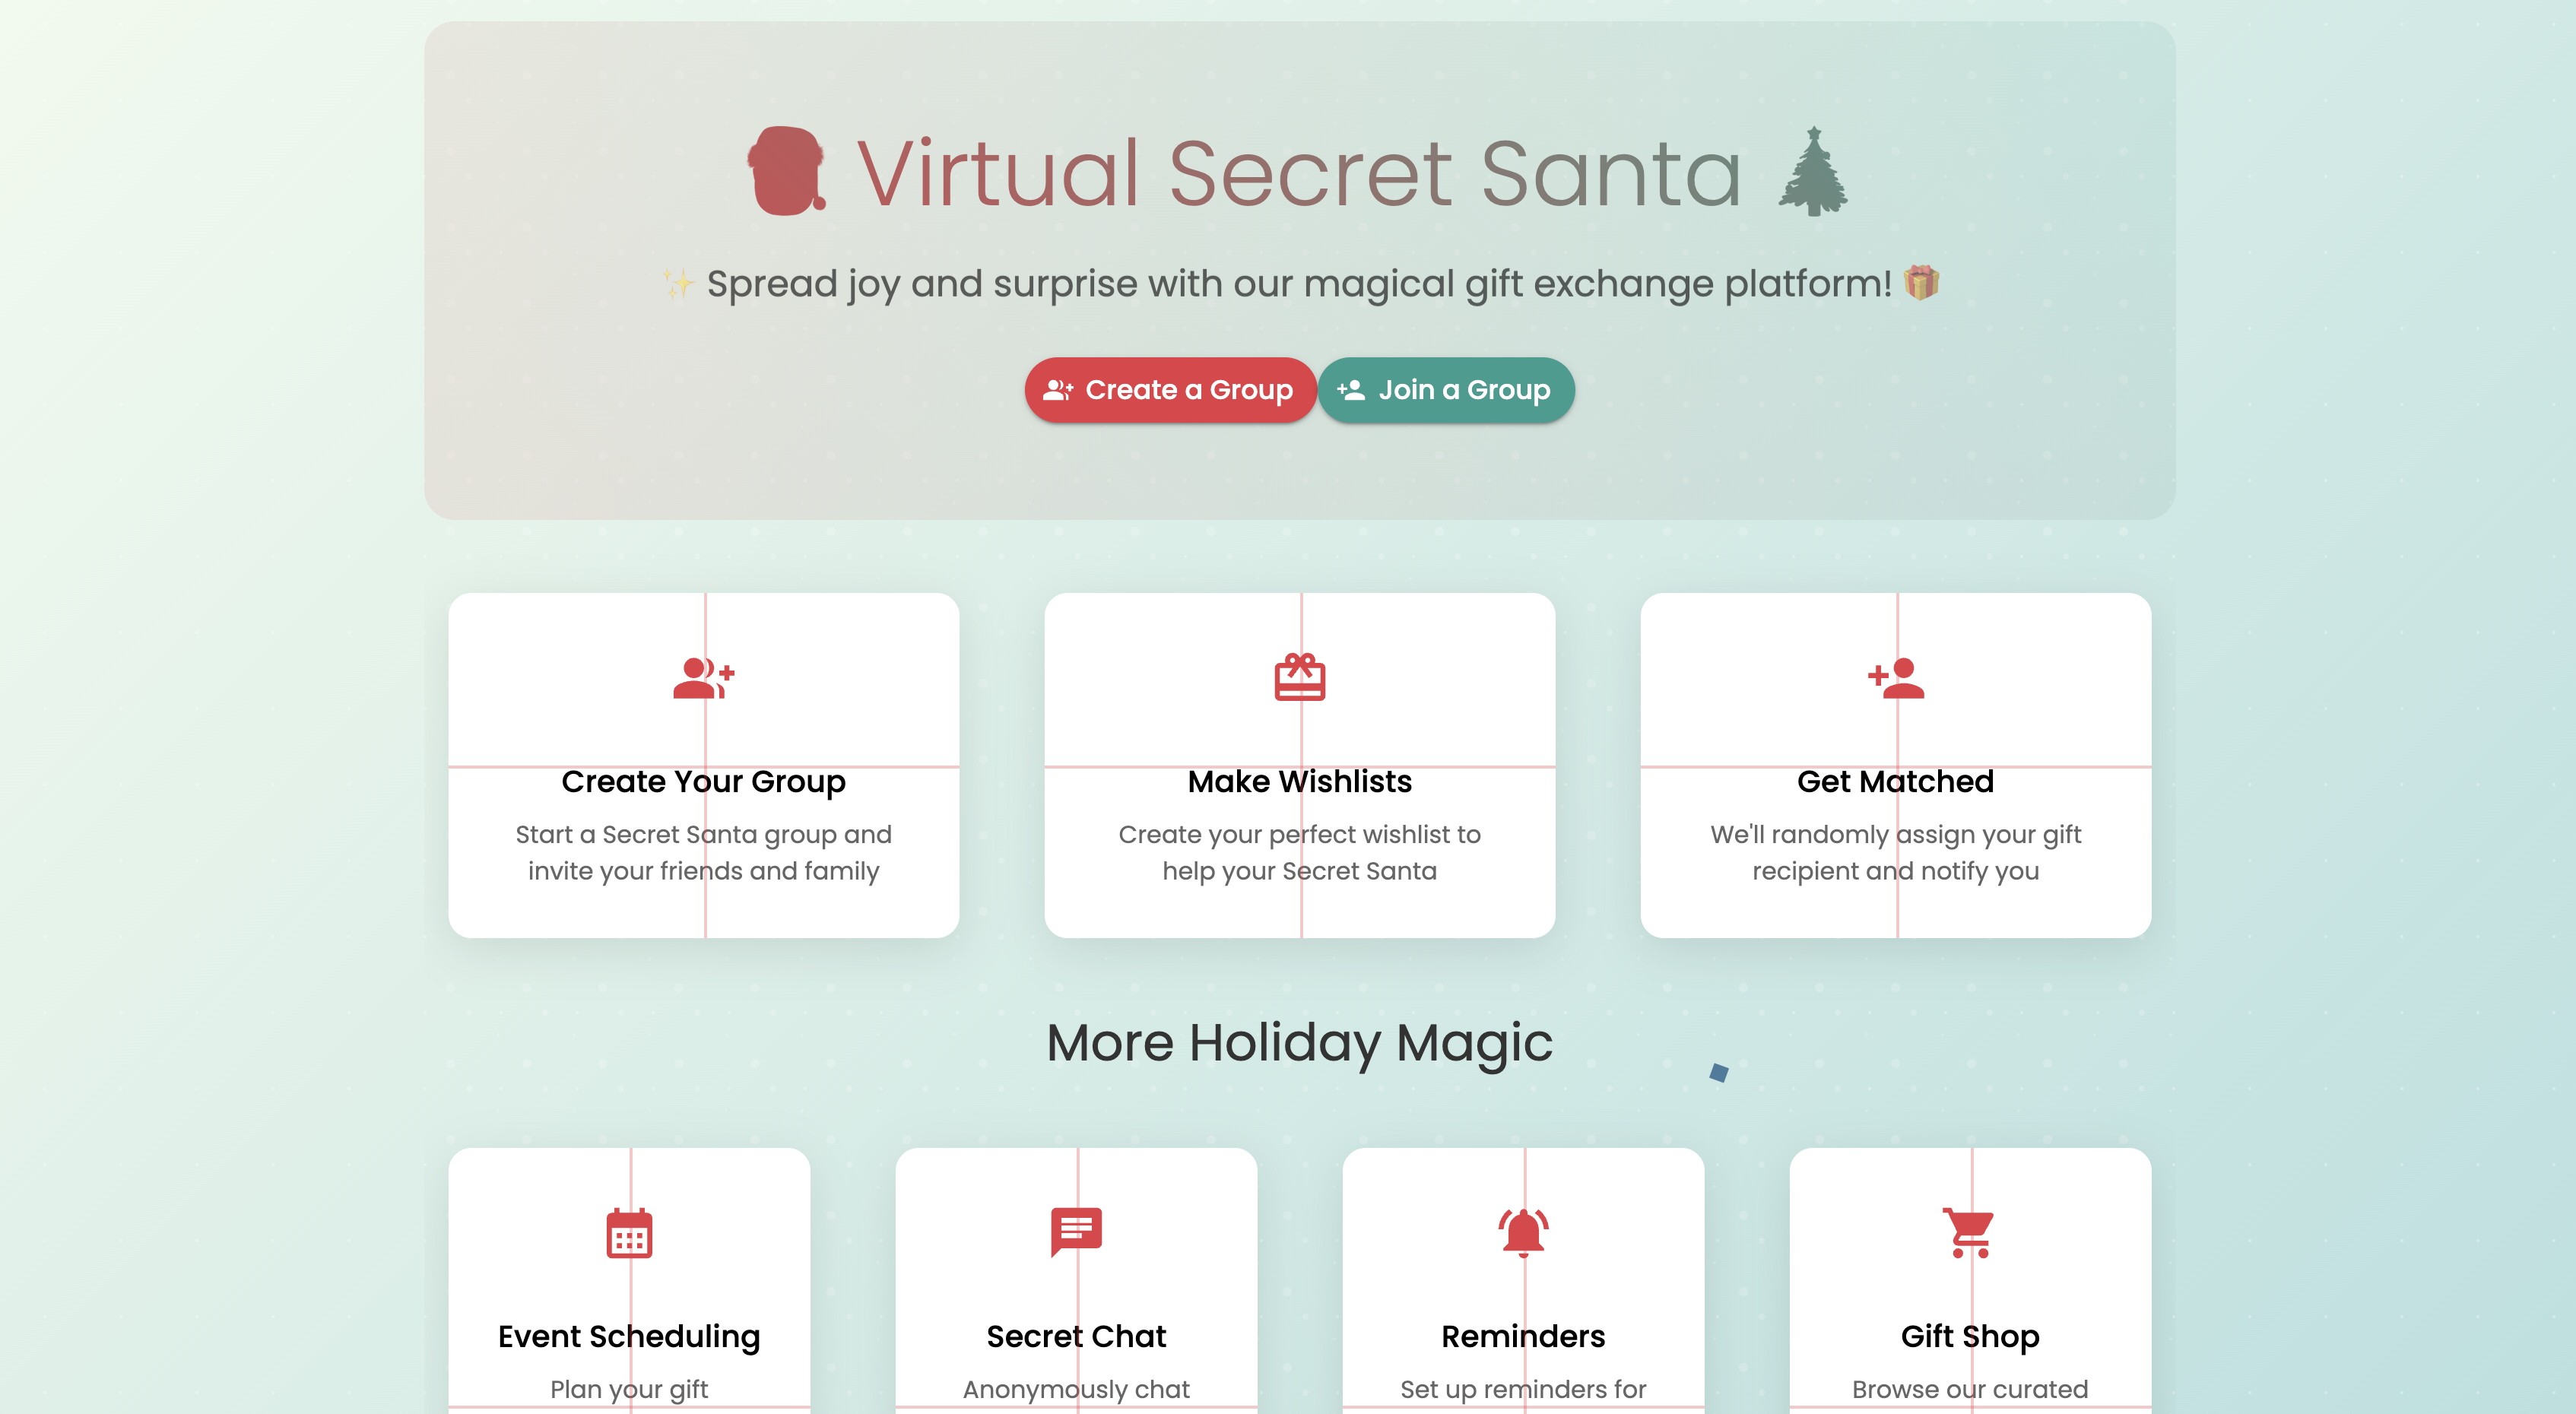 Virtual Secret Santa
✨ Spread joy and surprise with our magical gift exchange platform! 🎁
Create a Group
Join a Group
Create Your Group
Start a Secret Santa group and
invite your friends and family
Make Wishlists
Create your perfect wishlist to
help your Secret Santa
Get Matched
We'll randomly assign your gift
recipient and notify you
More Holiday Magic
Event Scheduling
Plan your gift
Secret Chat
Anonymously chat
Reminders
Set up reminders for
Gift Shop
Browse our curated